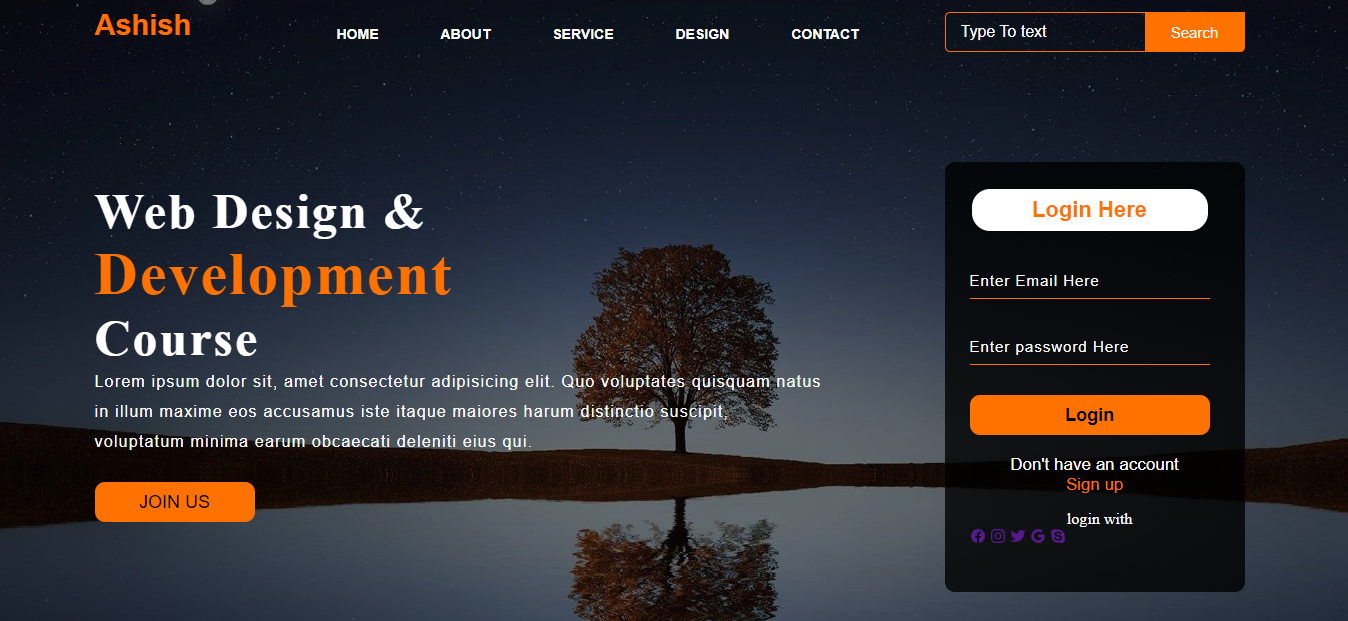 Ashish
HOME ABOUT SERVICE DESIGN CONTACT
Type To text Search
Web Design &
Development
Course
Lorem ipsum dolor sit, amet consectetur adipisicing elit. Quo voluptates quisquam natus
in illum maxime eos accusamus iste itaque maiores harum distinctio suscipit,
voluptatum minima earum obcaecati deleniti eius qui.
JOIN US
Login Here
Enter Email Here
Enter password Here
Login
Don't have an account
Sign up
login with